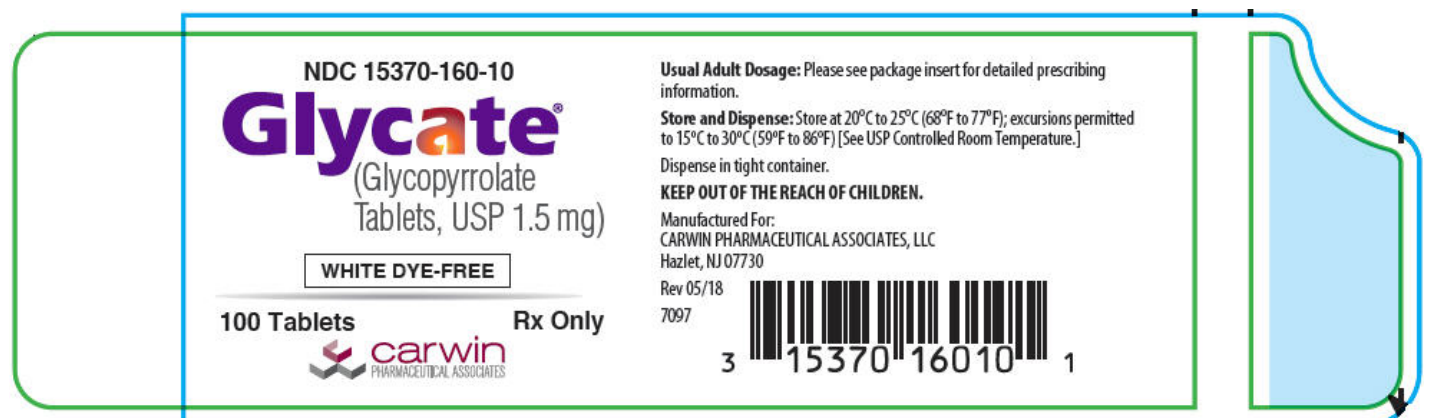 NDC 15370-160-10
Glycate®
(Glycopyrrolate
Tablets, USP 1.5 mg)
WHITE DYE-FREE
100 Tablets Rx Only
carwin
PHARMACEUTICAL ASSOCIATES
Usual Adult Dosage: Please see package insert for detailed prescribing
information.
Store and Dispense: Store at 20°C to 25°C (68°F to 77°F); excursions permitted
to 15°C to 30°C (59°F to 86°F) [See USP Controlled Room Temperature.]
Dispense in tight container.
KEEP OUT OF THE REACH OF CHILDREN.
Manufactured For:
CARWIN PHARMACEUTICAL ASSOCIATES, LLC
Hazlet, NJ 07730
Rev 05/18
7097
3 15370 16010 1